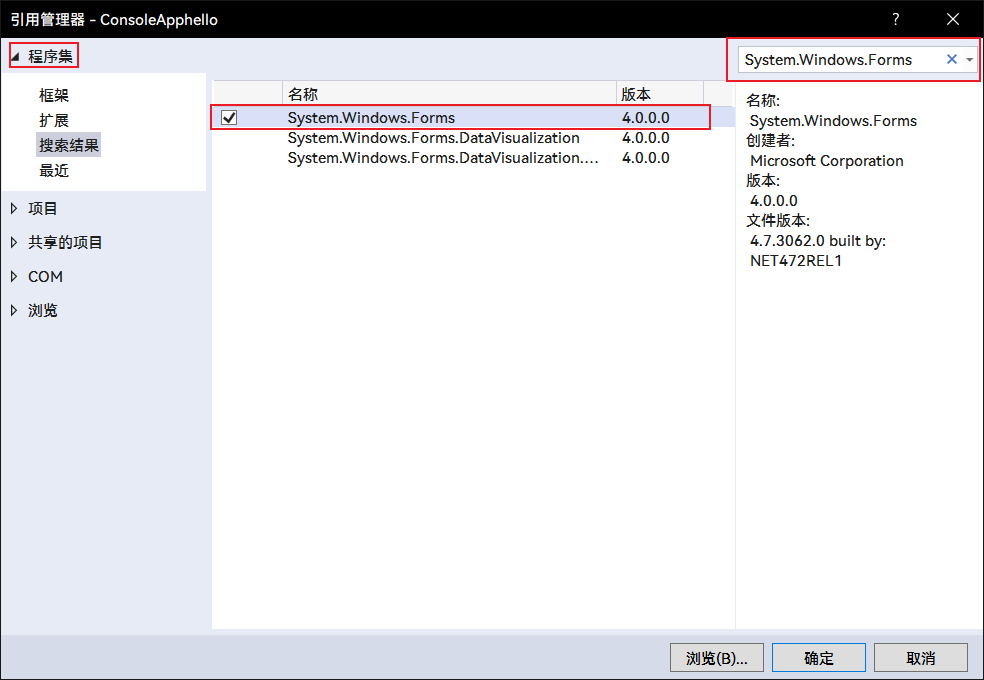 引用管理器 - ConsoleApphello
?
程序集
框架
扩展
搜索结果
最近
项目
共享的项目
COM
浏览
名称 版本
System.Windows.Forms 4.0.0.0
System.Windows.Forms.DataVisualization 4.0.0.0
System.Windows.Forms.DataVisualization.... 4.0.0.0
System.Windows.Forms
名称:
System.Windows.Forms
创建者:
Microsoft Corporation
版本:
4.0.0.0
文件版本:
4.7.3062.0 built by:
NET472REL1
浏览(B)... 确定 取消